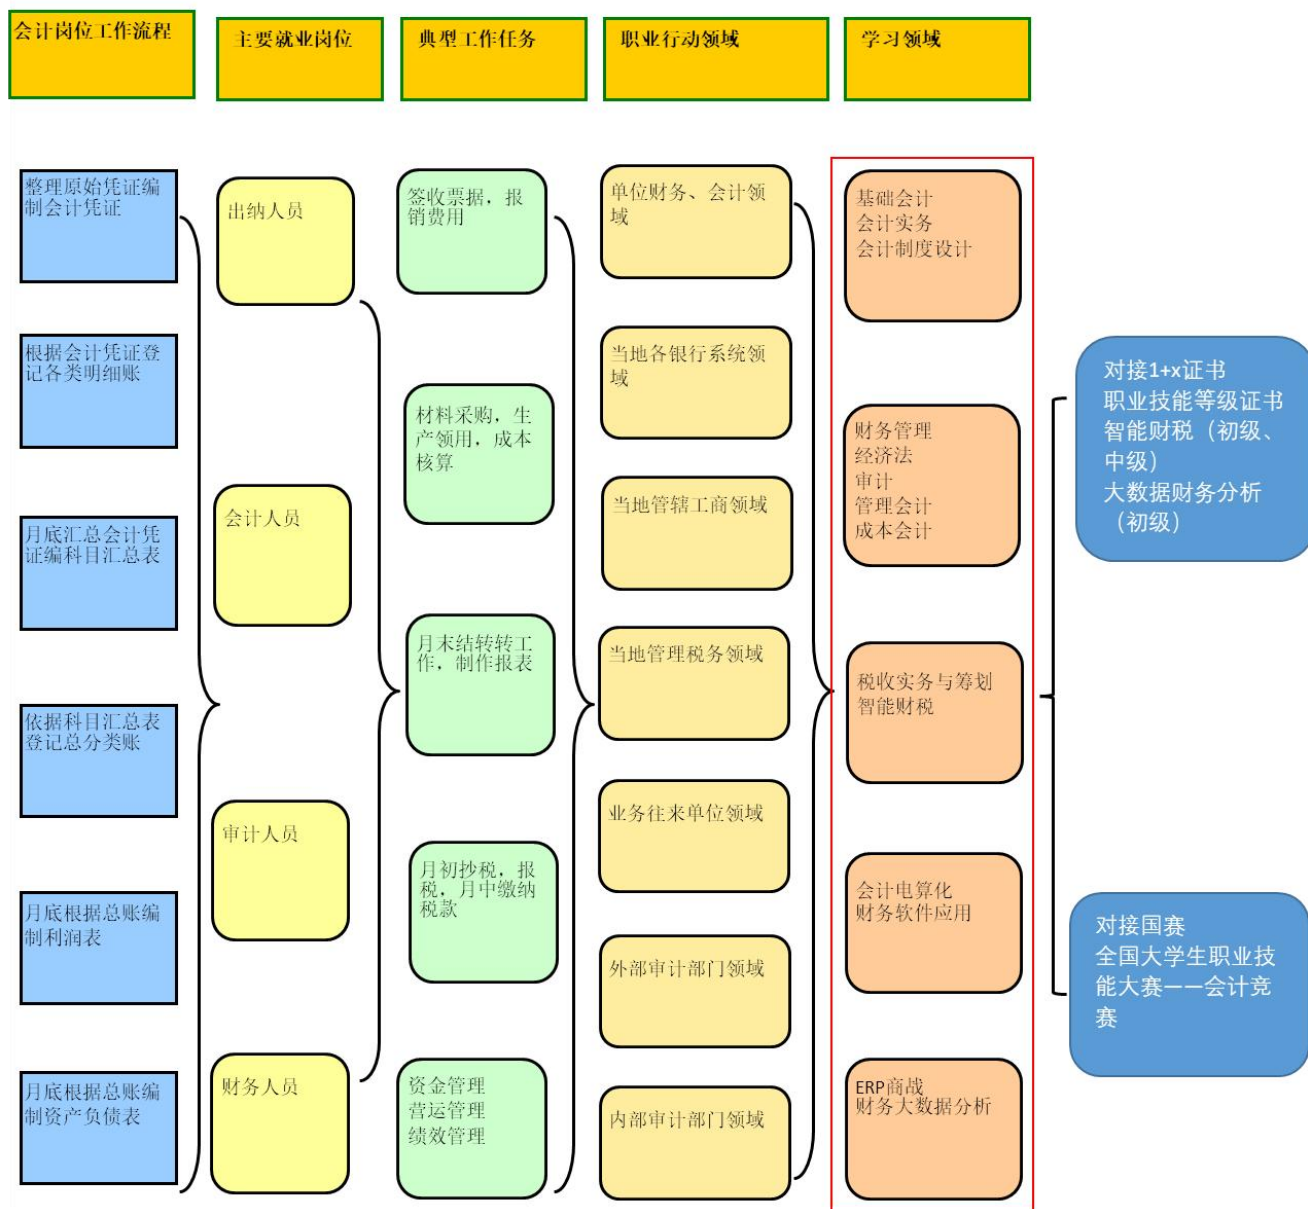 会计岗位工作流程
主要就业岗位
典型工作任务
职业行动领域
学习领域
整理原始凭证编
制会计凭证
根据会计凭证登
记各类明细账
月底汇总会计凭
证编科目汇总表
依据科目汇总表
登记总分类账
月底根据总账编
制利润表
月底根据总账编
制资产负债表
出纳人员
会计人员
审计人员
财务人员
签收票据，报
销费用
材料采购，生
产领用，成本
核算
月末结转转工
作，制作报表
月初抄税，报
税，月中缴纳
税款
资金管理
营运管理
绩效管理
单位财务、会计领
域
当地各银行系统领
域
当地管辖工商领域
当地管理税务领域
业务往来单位领域
外部审计部门领域
内部审计部门领域
基础会计
会计实务
会计制度设计
财务管理
经济法
审计
管理会计
成本会计
税收实务与筹划
智能财税
会计电算化
财务软件应用
ERP商战
财务大数据分析
对接1+x证书
职业技能等级证书
智能财税（初级、
中级）
大数据财务分析
（初级）
对接国赛
全国大学生职业技
能大赛——会计竞
赛